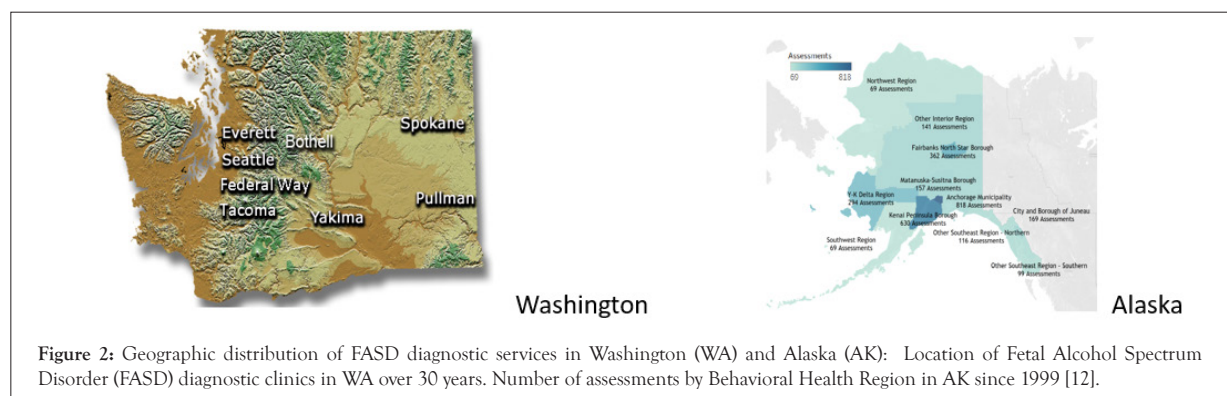 Everett
Bothell
Spokane
Seattle
Federal Way
Tacoma
Yakima
Pullman
Washington
Assessments
69
818
Northwest Region
69 Assessments
Other Interior Region
141 Assessments
Fairbanks North Star Borough
362 Assessments
Matanuska-Susitna Borough
157 Assessments
Y-K Delta Region
294 Assessments
Anchorage Municipality
818 Assessments
Kenai Peninsula Borough
630 Assessments
City and Borough of Juneau
169 Assessments
Southwest Region
69 Assessments
Other Southeast Region - Northern
116 Assessments
Other Southeast Region - Southern
99 Assessments
Alaska
Figure 2: Geographic distribution of FASD diagnostic services in Washington (WA) and Alaska (AK): Location of Fetal Alcohol Spectrum
Disorder (FASD) diagnostic clinics in WA over 30 years. Number of assessments by Behavioral Health Region in AK since 1999 [12].